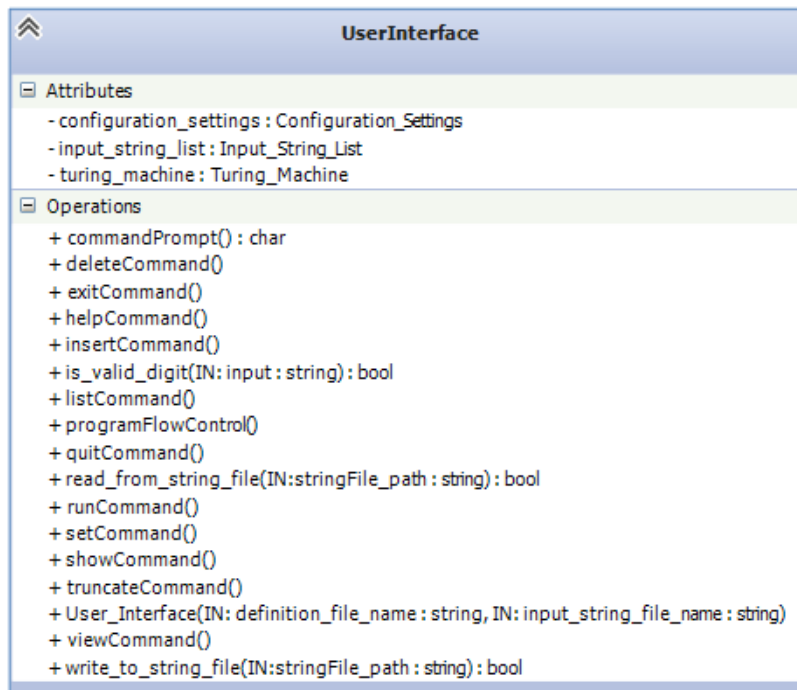 UserInterface
Attributes
- configuration_settings : Configuration_Settings
- input_string_list : Input_String_List
- turing_machine : Turing_Machine
Operations
+ commandPrompt() : char
+ deleteCommand()
+ exitCommand()
+ helpCommand()
+ insertCommand()
+ is_valid_digit(IN: input : string) : bool
+ listCommand()
+ programFlowControl()
+ quitCommand()
+ read_from_string_file(IN:stringFile_path : string) : bool
+ runCommand()
+ setCommand()
+ showCommand()
+ truncateCommand()
+ User_Interface(IN: definition_file_name : string, IN: input_string_file_name : string)
+ viewCommand()
+ write_to_string_file(IN:stringFile_path : string) : bool